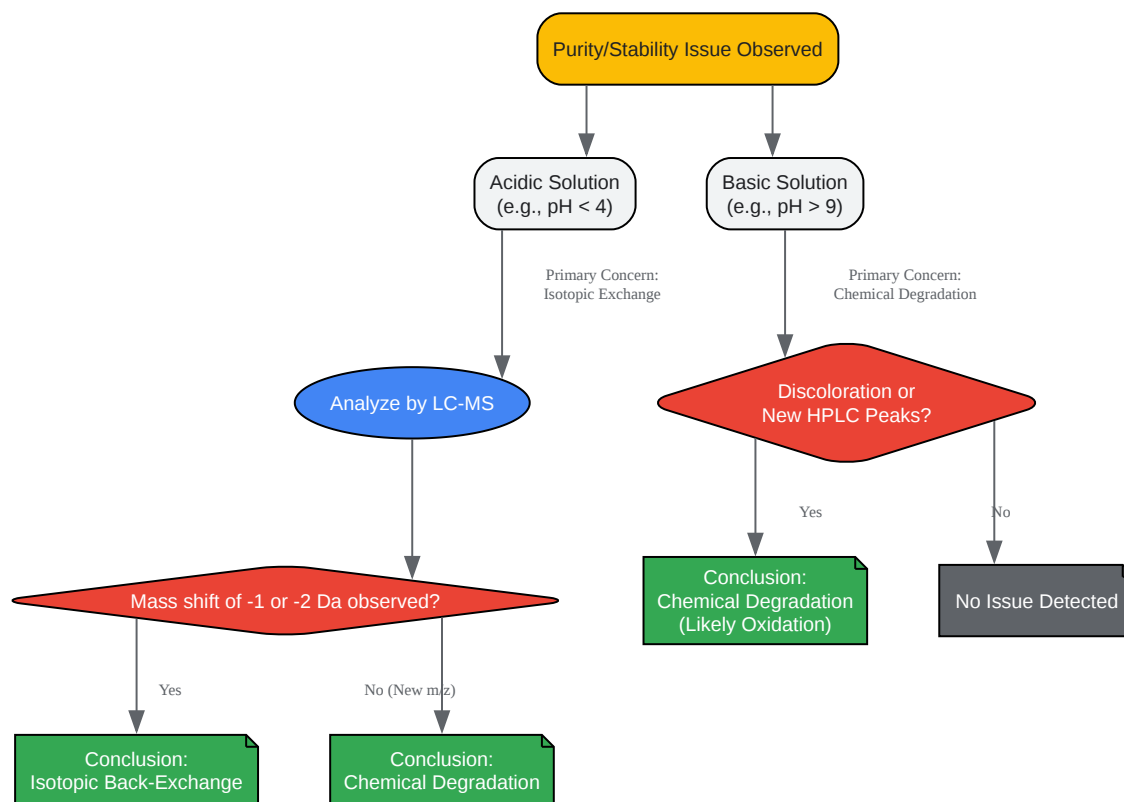 Purity/Stability Issue Observed
Acidic Solution
(e.g., pH < 4)
Basic Solution
(e.g., pH > 9)
Primary Concern:
Isotopic Exchange
Primary Concern:
Chemical Degradation
Analyze by LC-MS
Discoloration or
New HPLC Peaks?
Yes
No
Conclusion:
Chemical Degradation
(Likely Oxidation)
No Issue Detected
Mass shift of -1 or -2 Da observed?
Yes
No (New m/z)
Conclusion:
Isotopic Back-Exchange
Conclusion:
Chemical Degradation